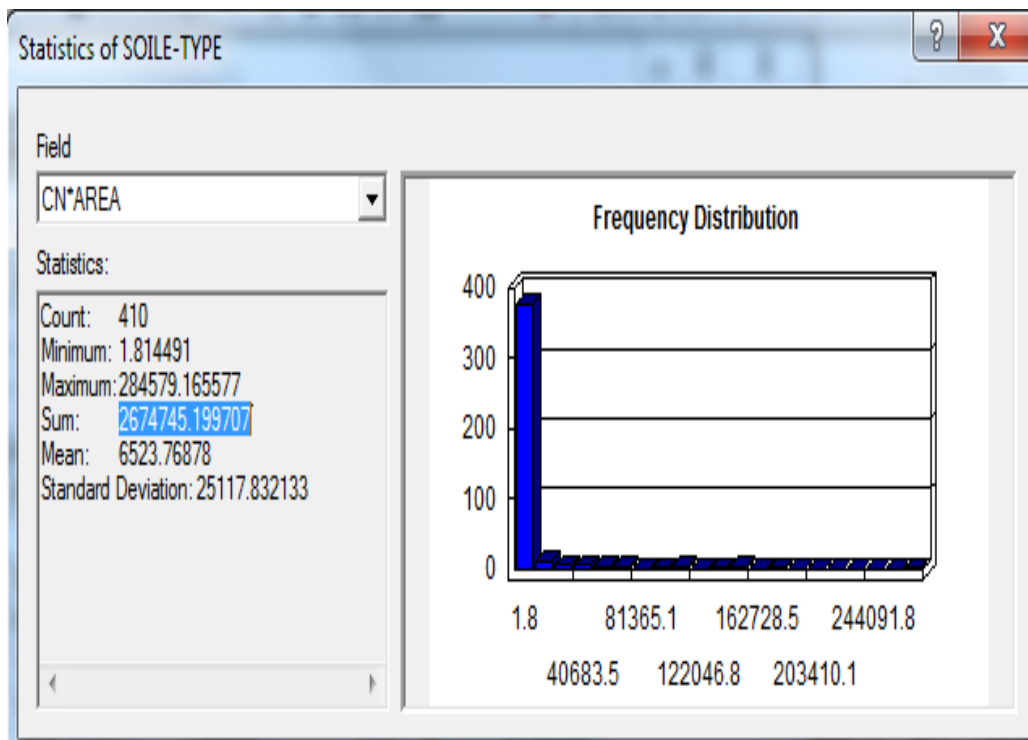 Statistics of SOILE-TYPE
? X
Field
CN*AREA
Statistics:
Count: 410
Minimum: 1.814491
Maximum: 284579.165577
Sum: 2674745.199707
Mean: 6523.76878
Standard Deviation: 25117.832133
Frequency Distribution
400
300
200
100
0
1.8 81365.1 162728.5 244091.8
40683.5 122046.8 203410.1